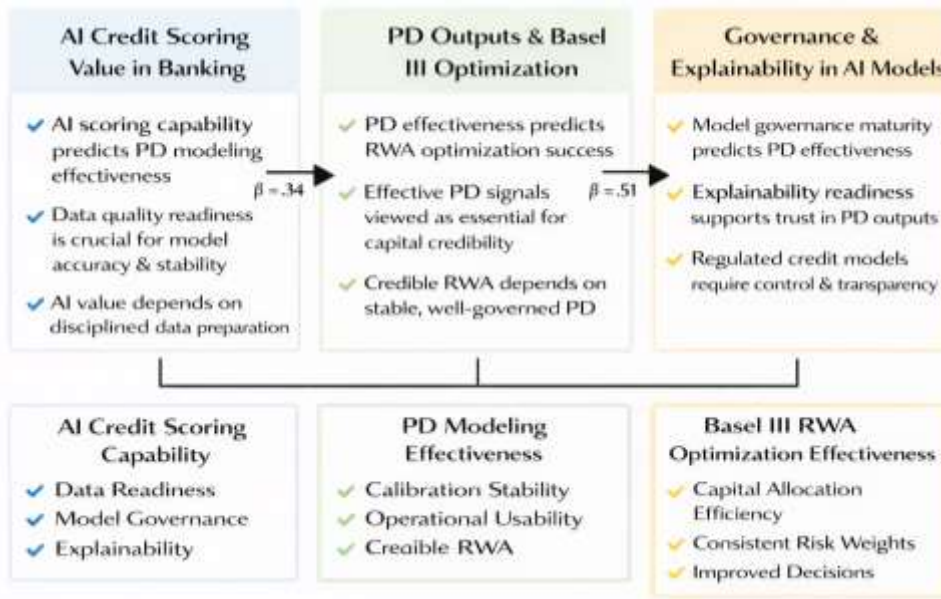 AI Credit Scoring
Value in Banking
✓ AI scoring capability
predicts PD modeling
effectiveness
✓ Data quality readiness
is crucial for model
accuracy & stability
✓ AI value depends on
disciplined data preparation
β = .34
PD Outputs & Basel
III Optimization
✓ PD effectiveness predicts
RWA optimization success
✓ Effective PD signals
viewed as essential for
capital credibility
✓ Credible RWA depends on
stable, well-governed PD
β = .51
Governance &
Explainability in AI Models
✓ Model governance maturity
predicts PD effectiveness
✓ Explainability readiness
supports trust in PD outputs
✓ Regulated credit models
require control & transparency
AI Credit Scoring
Capability
✓ Data Readiness
✓ Model Governance
✓ Explainability
PD Modeling
Effectiveness
✓ Calibration Stability
✓ Operational Usability
✓ Credible RWA
Basel III RWA
Optimization Effectiveness
✓ Capital Allocation
Efficiency
✓ Consistent Risk Weights
✓ Improved Decisions